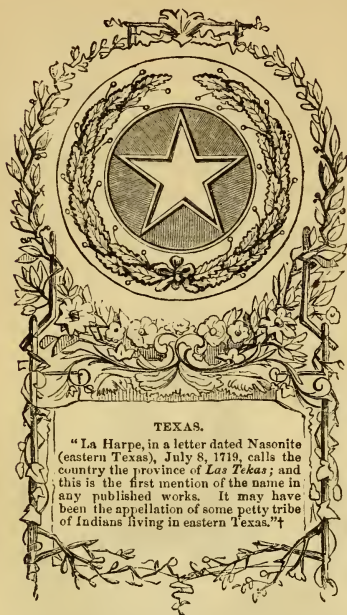 TEXAS.
"La Harpe, in a letter dated Nasonite
(eastern Texas), July 8, 1719, calls the
country the province of Las Tekas; and
this is the first mention of the name in
any published works. It may have
been the appellation of some petty tribe
of Indians living in eastern Texas."†